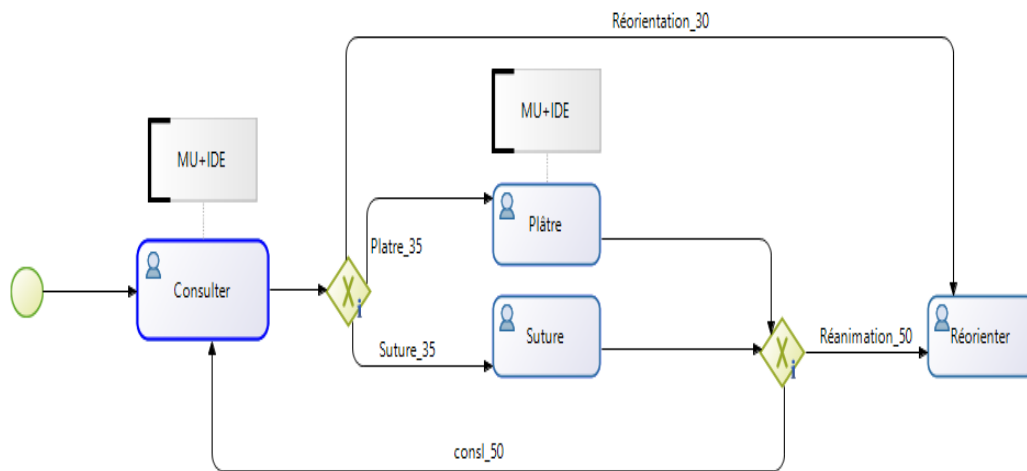 Réorientation_30
MU+IDE
MU+IDE
Plâtre
Platre_35
Consulter
Suture
Suture_35
Réanimation_50
Réorienter
consl_50